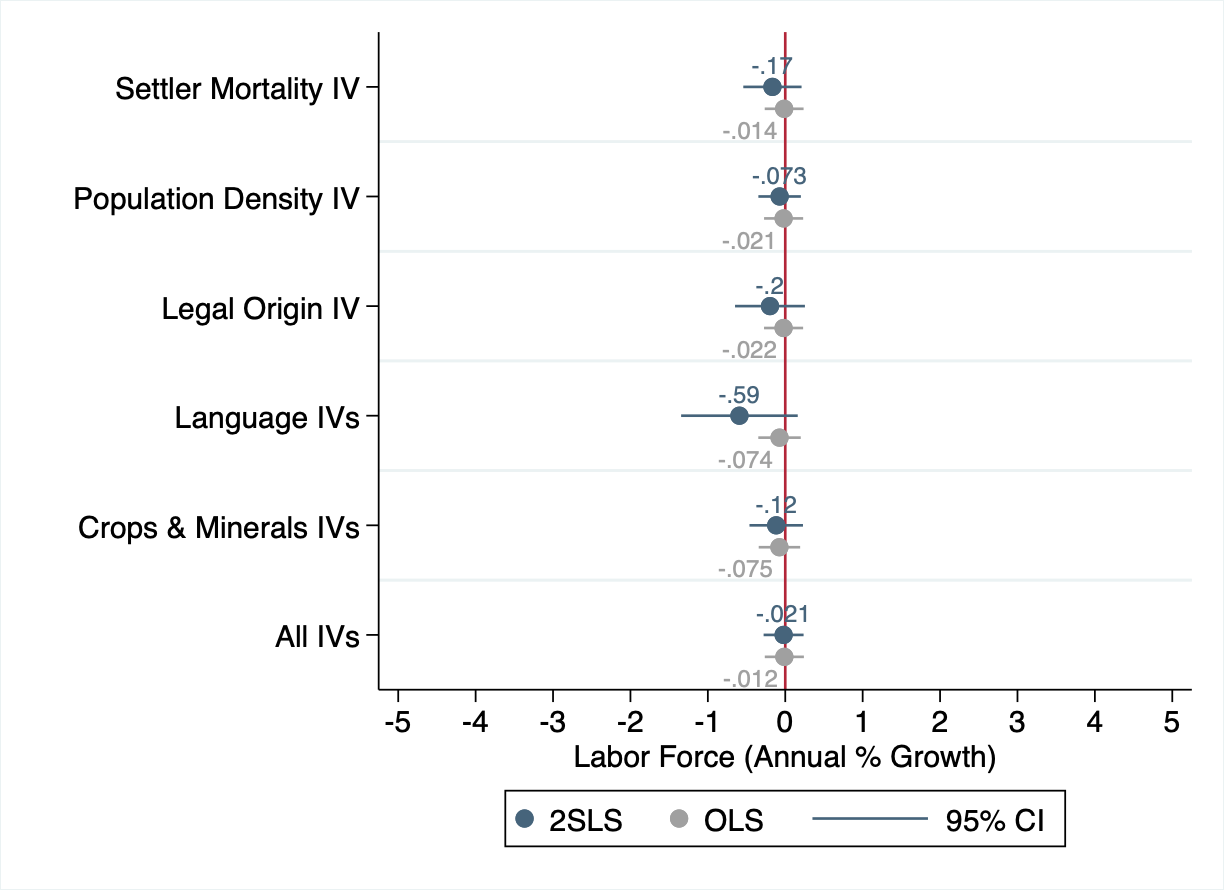 -.17
Settler Mortality IV
-.014
-.073
Population Density IV
-.021
-.2
Legal Origin IV
-.022
-.59
Language IVs
-.074
-.12
Crops & Minerals IVs
-.075
-.021
All IVs
-.012
-5 -4 -3 -2 -1 0 1 2 3 4 5
Labor Force (Annual % Growth)
2SLS OLS 95% CI